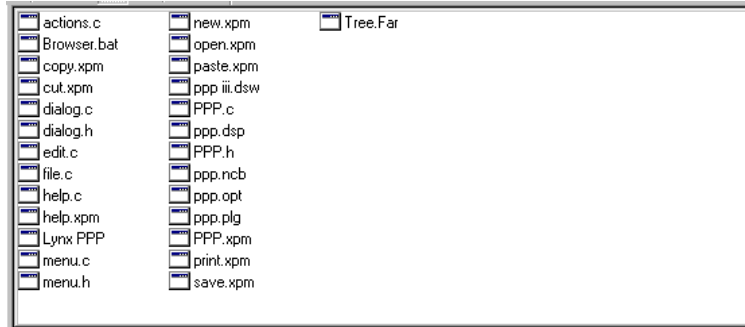 actions.c
Browser.bat
copy.xpm
cut.xpm
dialog.c
dialog.h
edit.c
file.c
help.c
help.xpm
Lynx PPP
menu.c
menu.h
new.xpm
open.xpm
paste.xpm
ppp iii.dsw
PPP.c
ppp.dsp
PPP.h
ppp.ncb
ppp.opt
ppp.plg
PPP.xpm
print.xpm
save.xpm
Tree.Far